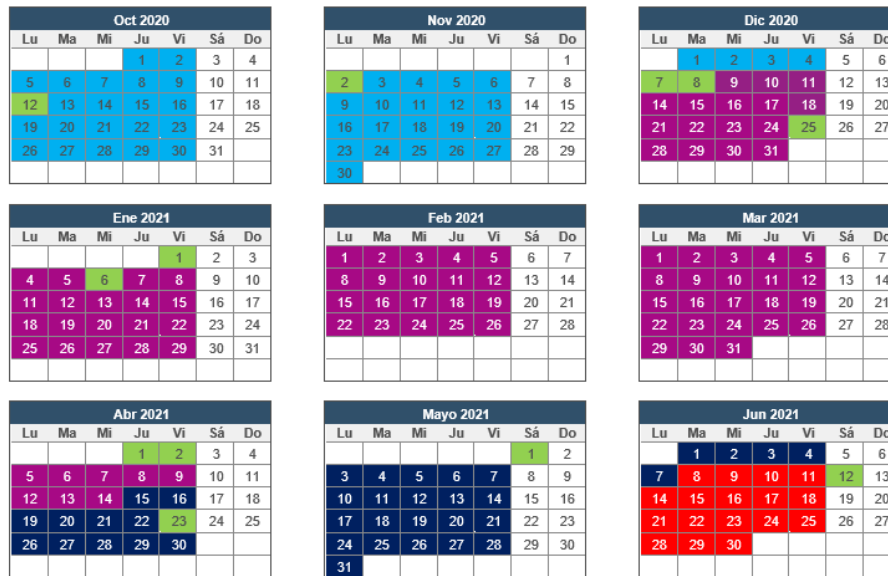 Oct 2020
Lu Ma Mi Ju Vi Sá Do
1 2 3 4
5 6 7 8 9 10 11
12 13 14 15 16 17 18
19 20 21 22 23 24 25
26 27 28 29 30 31
Nov 2020
Lu Ma Mi Ju Vi Sá Do
1
2 3 4 5 6 7 8
9 10 11 12 13 14 15
16 17 18 19 20 21 22
23 24 25 26 27 28 29
30
Dic 2020
Lu Ma Mi Ju Vi Sá Do
1 2 3 4 5 6
7 8 9 10 11 12 13
14 15 16 17 18 19 20
21 22 23 24 25 26 27
28 29 30 31
Ene 2021
Lu Ma Mi Ju Vi Sá Do
1 2 3
4 5 6 7 8 9 10
11 12 13 14 15 16 17
18 19 20 21 22 23 24
25 26 27 28 29 30 31
Feb 2021
Lu Ma Mi Ju Vi Sá Do
1 2 3 4 5 6 7
8 9 10 11 12 13 14
15 16 17 18 19 20 21
22 23 24 25 26 27 28
Mar 2021
Lu Ma Mi Ju Vi Sá Do
1 2 3 4 5 6 7
8 9 10 11 12 13 14
15 16 17 18 19 20 21
22 23 24 25 26 27 28
29 30 31
Abr 2021
Lu Ma Mi Ju Vi Sá Do
1 2 3 4
5 6 7 8 9 10 11
12 13 14 15 16 17 18
19 20 21 22 23 24 25
26 27 28 29 30
Mayo 2021
Lu Ma Mi Ju Vi Sá Do
1 2
3 4 5 6 7 8 9
10 11 12 13 14 15 16
17 18 19 20 21 22 23
24 25 26 27 28 29 30
31
Jun 2021
Lu Ma Mi Ju Vi Sá Do
1 2 3 4 5 6
7 8 9 10 11 12 13
14 15 16 17 18 19 20
21 22 23 24 25 26 27
28 29 30